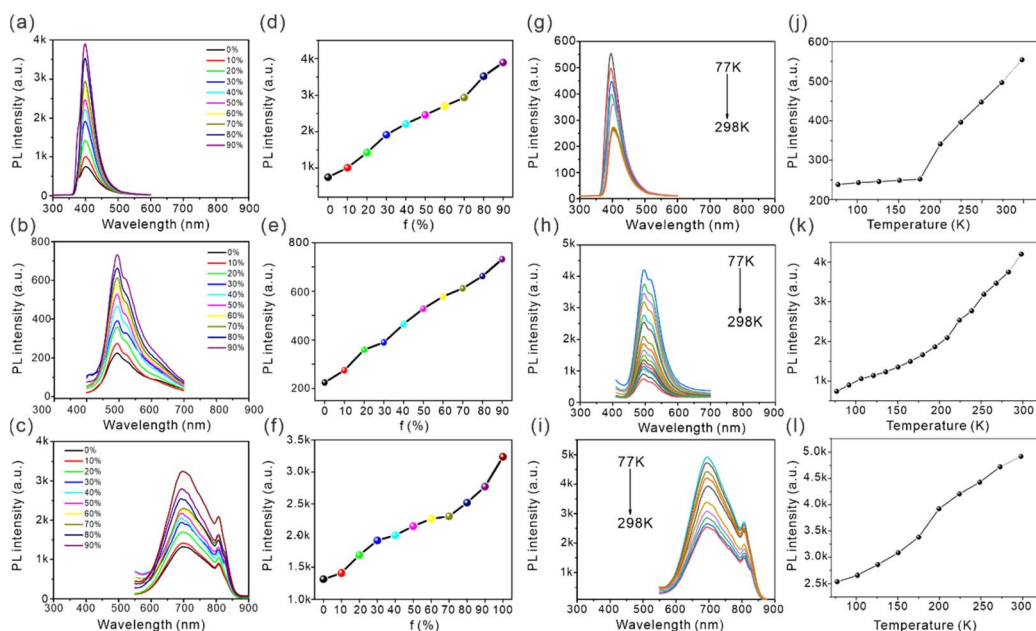 (a)
PL intensity (a.u.)
4k
3k
2k
1k
0
300 400 500 600 700 800 900
Wavelength (nm)
0%
10%
20%
30%
40%
50%
60%
70%
80%
90%
(d)
PL intensity (a.u.)
4k
3k
2k
1k
0 10 20 30 40 50 60 70 80 90
f (%)
(g)
PL intensity (a.u.)
600
500
400
300
200
100
0
300 400 500 600 700 800 900
Wavelength (nm)
77K
298K
(j)
PL intensity (a.u.)
600
550
500
450
400
350
300
250
200
100 150 200 250 300
Temperature (K)
(b)
PL intensity (a.u.)
800
600
400
200
0
300 400 500 600 700 800 900
Wavelength (nm)
0%
10%
20%
30%
40%
50%
60%
70%
80%
90%
(e)
PL intensity (a.u.)
800
600
400
200
0 10 20 30 40 50 60 70 80 90
f (%)
(h)
PL intensity (a.u.)
5k
4k
3k
2k
1k
0
300 400 500 600 700 800 900
Wavelength (nm)
77K
298K
(k)
PL intensity (a.u.)
4k
3k
2k
1k
100 150 200 250 300
Temperature (K)
(c)
PL intensity (a.u.)
4k
3k
2k
1k
0
300 400 500 600 700 800 900
Wavelength (nm)
0%
10%
20%
30%
40%
50%
60%
70%
80%
90%
(f)
PL intensity (a.u.)
3.5k
3.0k
2.5k
2.0k
1.5k
1.0k
0 10 20 30 40 50 60 70 80 90 100
f (%)
(i)
PL intensity (a.u.)
5k
4k
3k
2k
1k
300 400 500 600 700 800 900
Wavelength (nm)
77K
298K
(l)
PL intensity (a.u.)
5.0k
4.5k
4.0k
3.5k
3.0k
2.5k
100 150 200 250 300
Temperature (K)